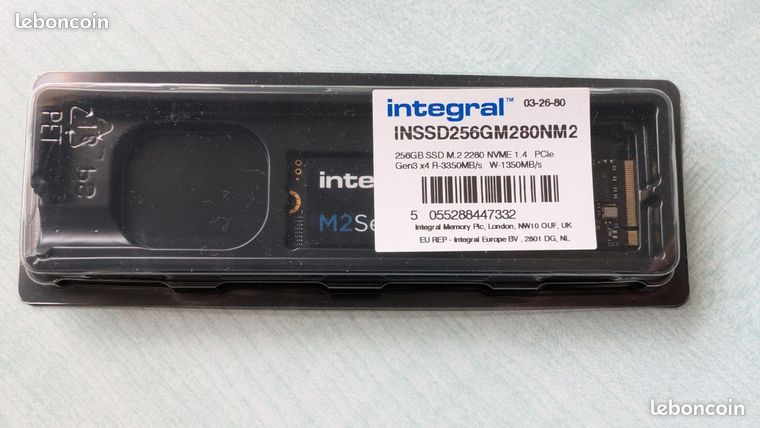 leboncoin
integral™ 03-26-80
INSSD256GM280NM2
256GB SSD M.2 2280 NVME 1.4 PCIe
Gen3 x4 R-3350MB/s W-1350MB/s
5 055288447332
Integral Memory Plc, London, NW10 OUF, UK
EU REP - Integral Europe BV , 2801 DG, NL
inte
M2Se
PET
leboncoin